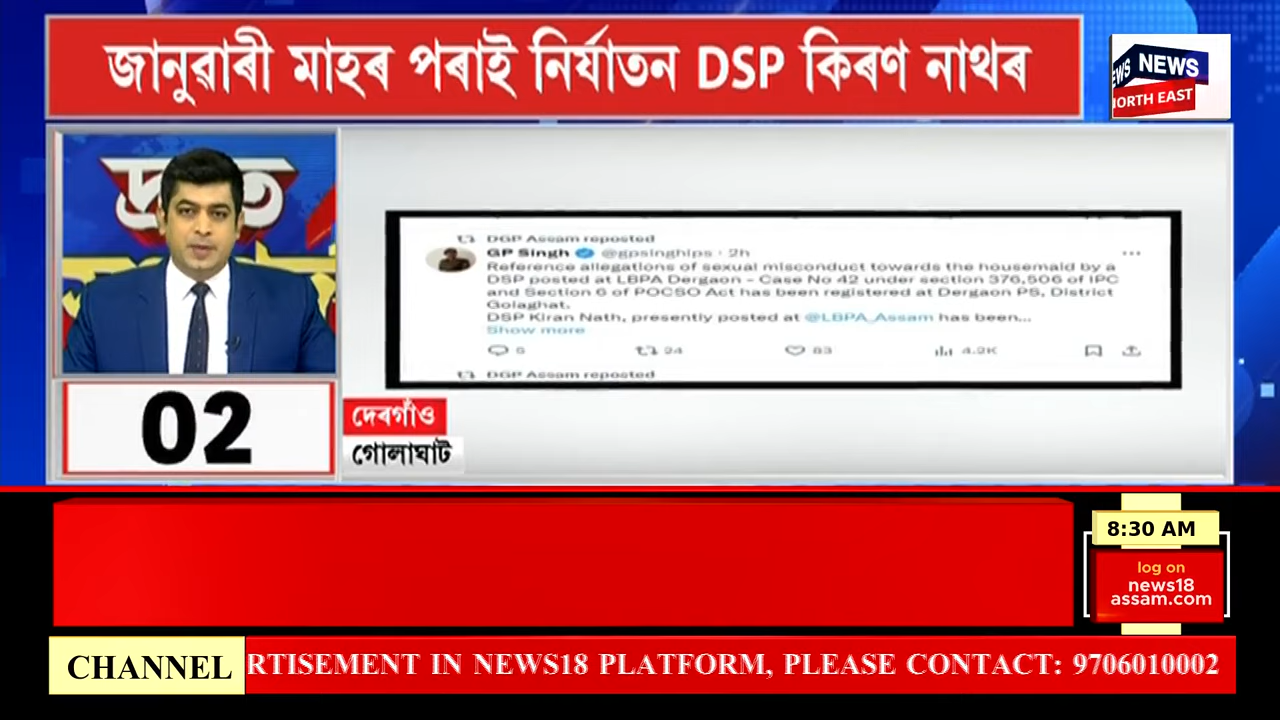 জানুৱাৰী মাহৰ পৰাই নিৰ্যাতন DSP কিৰণ নাথৰ
EWS NEWS
ORTH EAST
দ্ৰুত
DGP Assam reposted
GP Singh @gpsinghips · 2h
Reference allegations of sexual misconduct towards the housemaid by a
DSP posted at LBPA Dergaon - Case No 42 under section 376,506 of IPC
and Section 6 of POCSO Act has been registered at Dergaon PS, District
Golaghat.
DSP Kiran Nath, presently posted at @LBPA_Assam has been...
Show more
5 24 83 4.2K
DGP Assam reposted
02
দেৰগাঁও
গোলাঘাট
8:30 AM
log on
news18
assam.com
CHANNEL RTISEMENT IN NEWS18 PLATFORM, PLEASE CONTACT: 9706010002